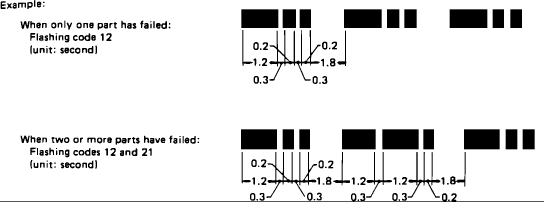 Example:
When only one part has failed:
Flashing code 12
(unit: second)
0.2 0.2
1.2 1.8
0.3 0.3
When two or more parts have failed:
Flashing codes 12 and 21
(unit: second)
0.2 0.2
1.2 1.8 1.2 1.2 1.8
0.3 0.3 0.3 0.3 0.2